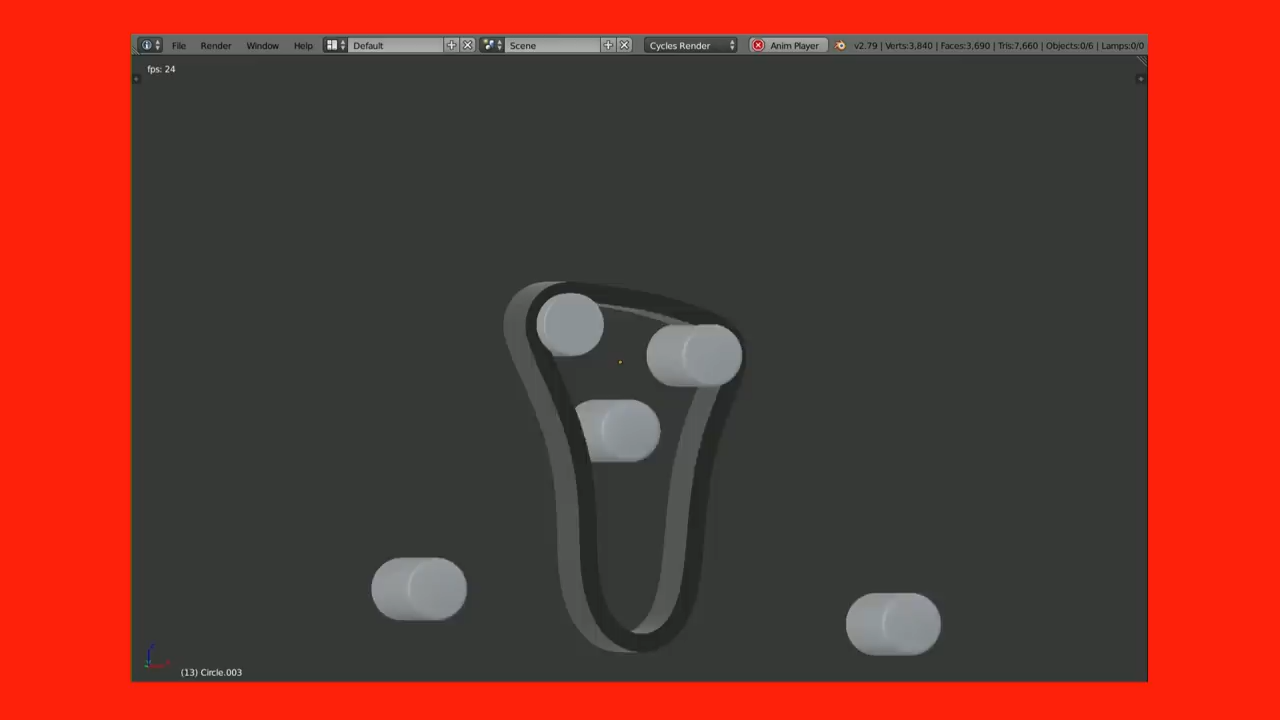 File Render Window Help Default Scene Cycles Render Anim Player v2.79 | Verts:3,840 | Faces:3,690 | Tris:7,660 | Objects:0/6 | Lamps:0/0
fps: 24
(13) Circle.003